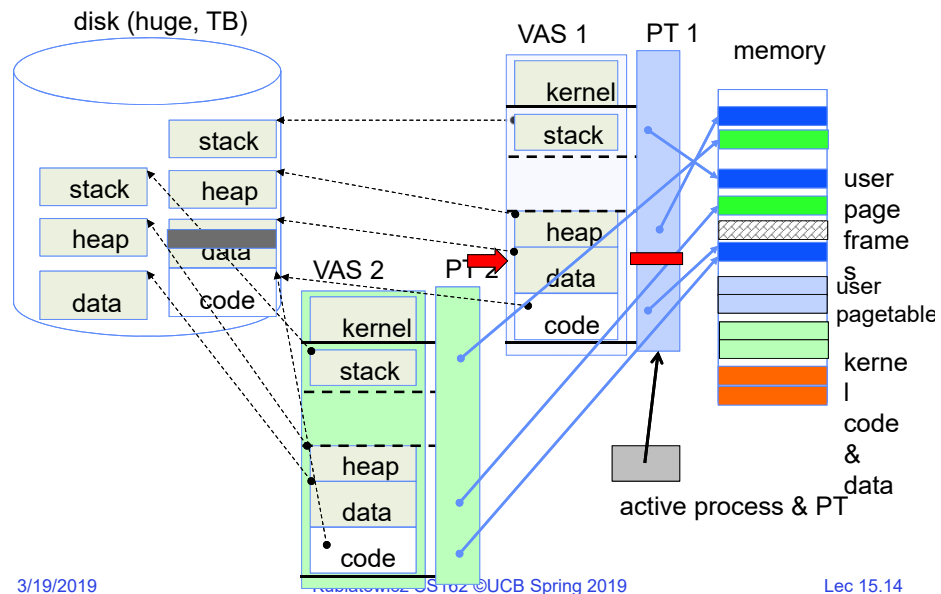 disk (huge, TB)
VAS 1
PT 1
memory
kernel
stack
heap
data
code
stack
heap
data
code
stack
heap
data
VAS 2
PT 2
kernel
stack
heap
data
code
user
page
frame
s
user
pagetable
kerne
l
code
&
data
active process & PT
3/19/2019
Kubiatowicz CS162 ©UCB Spring 2019
Lec 15.14